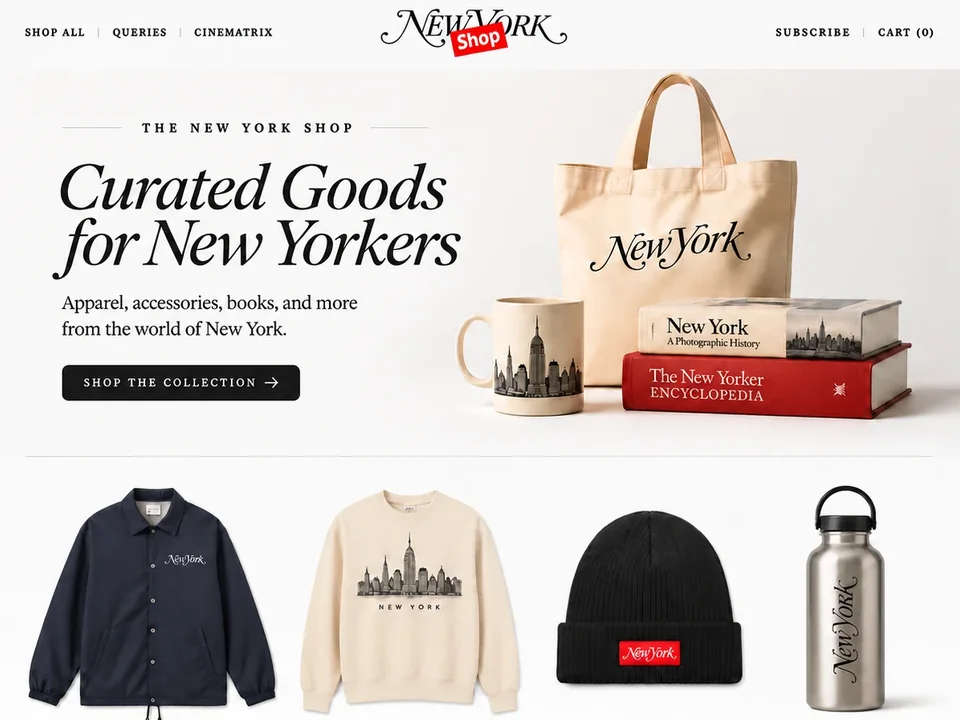 SHOP ALL
QUERIES
CINEMATRIX
NEW YORK
Shop
SUBSCRIBE
CART (0)
THE NEW YORK SHOP
Curated Goods
for New Yorkers
Apparel, accessories, books, and more
from the world of New York.
SHOP THE COLLECTION →
New York
New York
A Photographic History
The New Yorker
ENCYCLOPEDIA
New York
NEW YORK
New York
New York